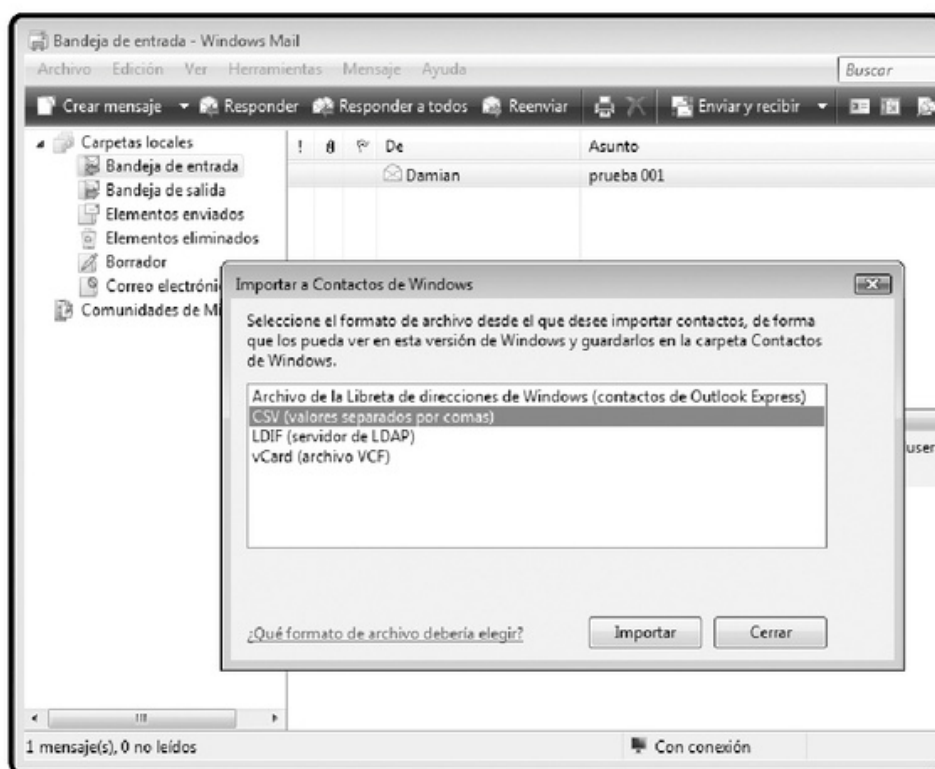 Bandeja de entrada - Windows Mail
Archivo Edición Ver Herramientas Mensaje Ayuda
Buscar
Crear mensaje Responder Responder a todos Reenviar Enviar y recibir
Carpetas locales
! De Asunto
Bandeja de entrada
Damian prueba 001
Bandeja de salida
Elementos enviados
Elementos eliminados
Borrador
Correo electróni
Comunidades de Mi
Importar a Contactos de Windows
Seleccione el formato de archivo desde el que desee importar contactos, de forma
que los pueda ver en esta versión de Windows y guardarlos en la carpeta Contactos
de Windows.
Archivo de la Libreta de direcciones de Windows (contactos de Outlook Express)
CSV (valores separados por comas)
LDIF (servidor de LDAP)
vCard (archivo VCF)
user
¿Qué formato de archivo debería elegir?
Importar
Cerrar
1 mensaje(s), 0 no leídos
Con conexión